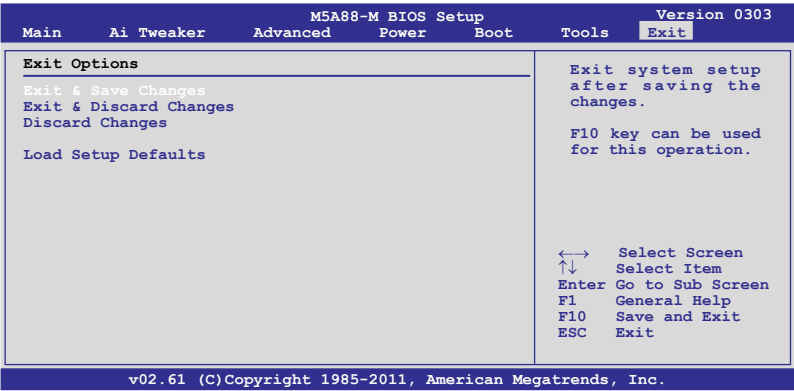 M5A88-M BIOS Setup Version 0303
Main Ai Tweaker Advanced Power Boot Tools Exit
Exit Options
Exit & Save Changes
Exit & Discard Changes
Discard Changes
Load Setup Defaults
Exit system setup
after saving the
changes.
F10 key can be used
for this operation.
←→ Select Screen
↑↓ Select Item
Enter Go to Sub Screen
F1 General Help
F10 Save and Exit
ESC Exit
v02.61 (C)Copyright 1985-2011, American Megatrends, Inc.